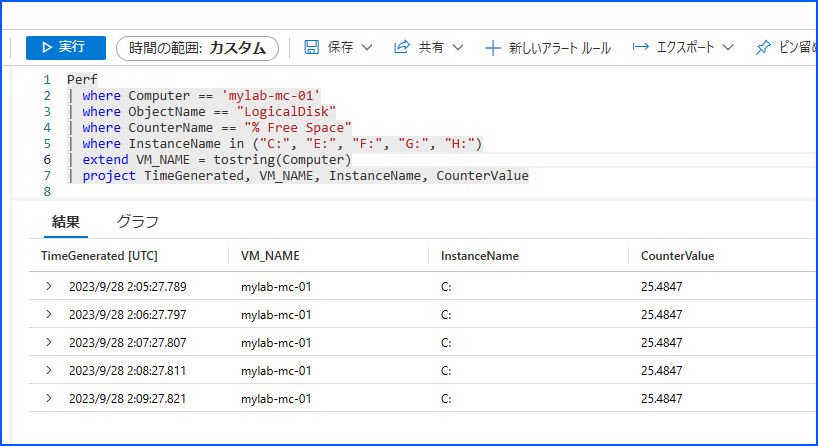 実行 時間の範囲: カスタム 保存 共有 新しいアラート ルール エクスポート ピン留め
1 Perf
2 | where Computer == 'mylab-mc-01'
3 | where ObjectName == "LogicalDisk"
4 | where CounterName == "% Free Space"
5 | where InstanceName in ("C:", "E:", "F:", "G:", "H:")
6 | extend VM_NAME = tostring(Computer)
7 | project TimeGenerated, VM_NAME, InstanceName, CounterValue
8
結果 グラフ
TimeGenerated [UTC] VM_NAME InstanceName CounterValue
2023/9/28 2:05:27.789 mylab-mc-01 C: 25.4847
2023/9/28 2:06:27.797 mylab-mc-01 C: 25.4847
2023/9/28 2:07:27.807 mylab-mc-01 C: 25.4847
2023/9/28 2:08:27.811 mylab-mc-01 C: 25.4847
2023/9/28 2:09:27.821 mylab-mc-01 C: 25.4847